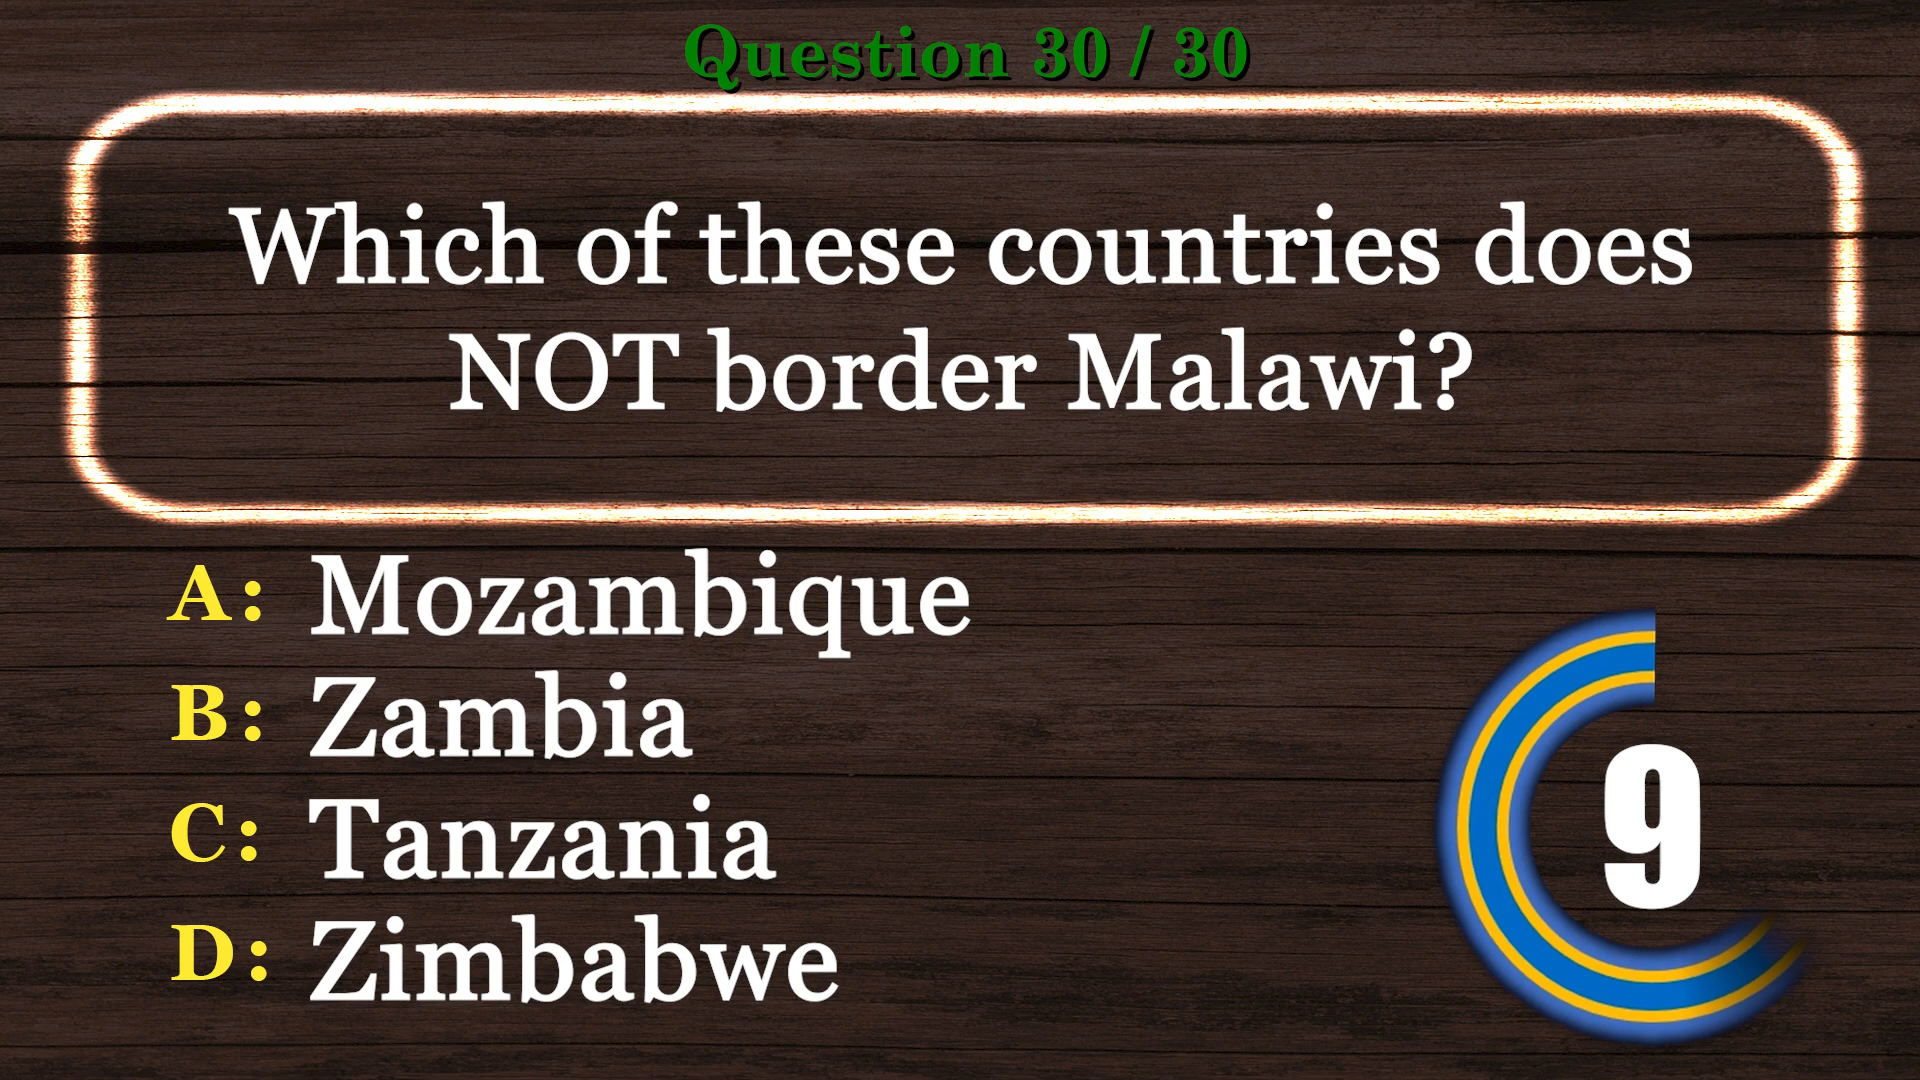 Question 30 / 30
Which of these countries does
NOT border Malawi?
A: Mozambique
B: Zambia
C: Tanzania
D: Zimbabwe
9